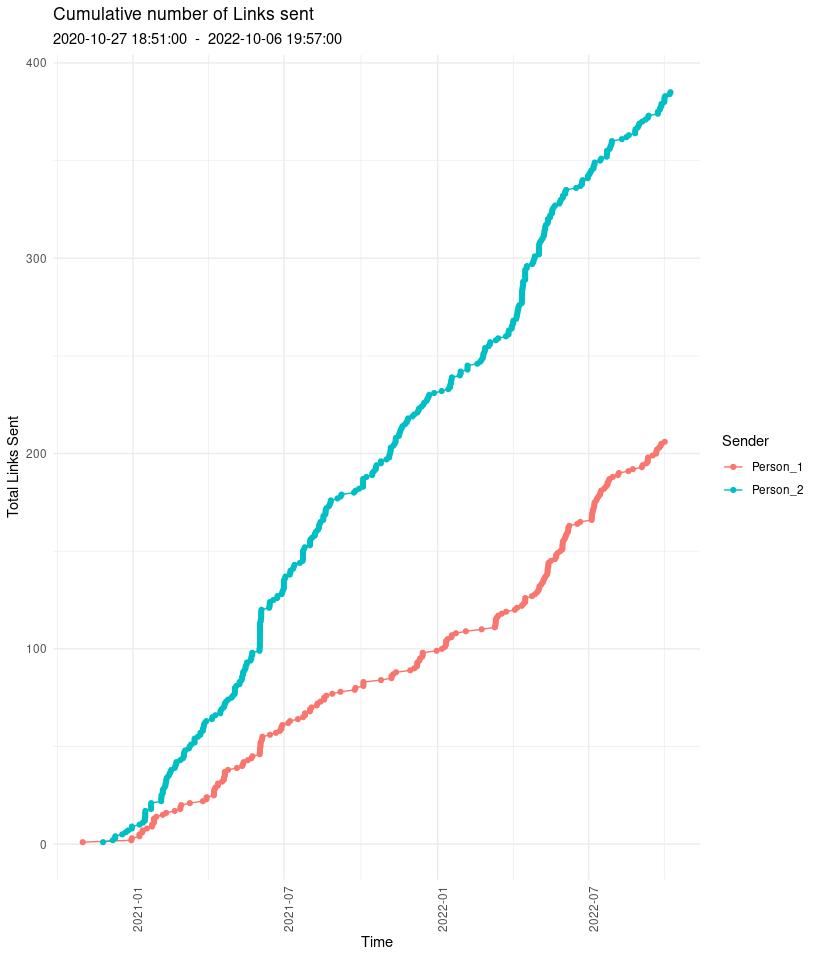 Cumulative number of Links sent
2020-10-27 18:51:00 - 2022-10-06 19:57:00
400
300
200
100
0
Total Links Sent
2021-01
2021-07
2022-01
2022-07
Time
Sender
Person_1
Person_2